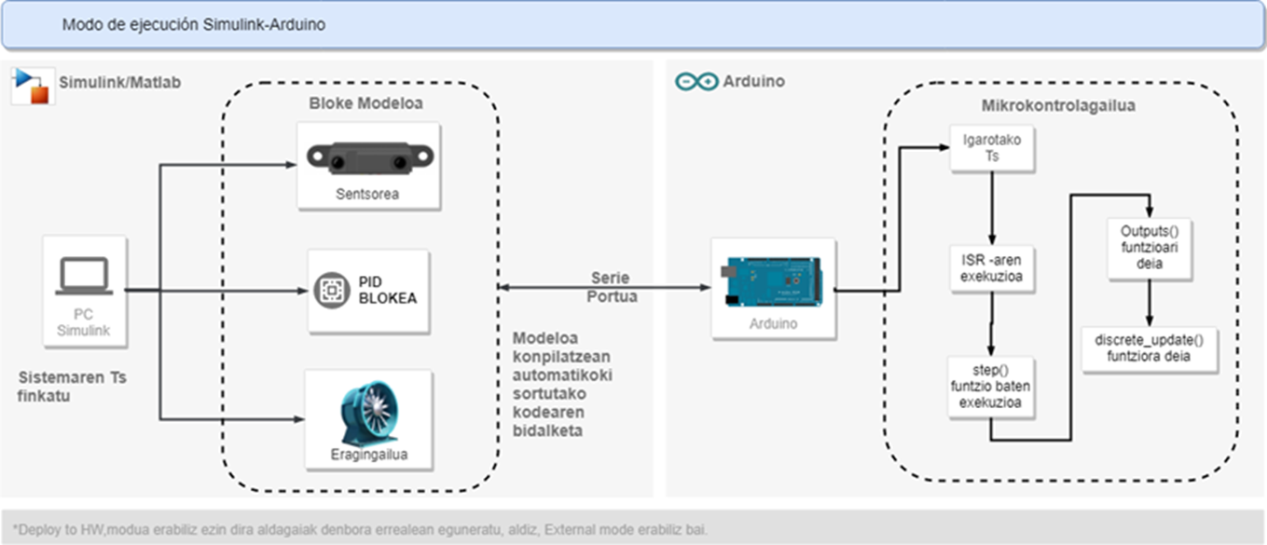 Modo de ejecución Simulink-Arduino
Simulink/Matlab
Bloke Modeloa
Sentsorea
PID
BLOKEA
Eragingailua
PC
Simulink
Sistemaren Ts
finkatu
Serie
Portua
Modeloa
konpilatzean
automatikoki
sortutako
kodearen
bidalketa
Arduino
Arduino
Mikrokontrolagailua
Igarotako
Ts
ISR -aren
exekuzioa
step()
funtzio baten
exekuzioa
Outputs()
funtzioari
deia
discrete_update()
funtziora deia
*Deploy to HW,modua erabiliz ezin dira aldagaiak denbora errealean eguneratu, aldiz, External mode erabiliz bai.